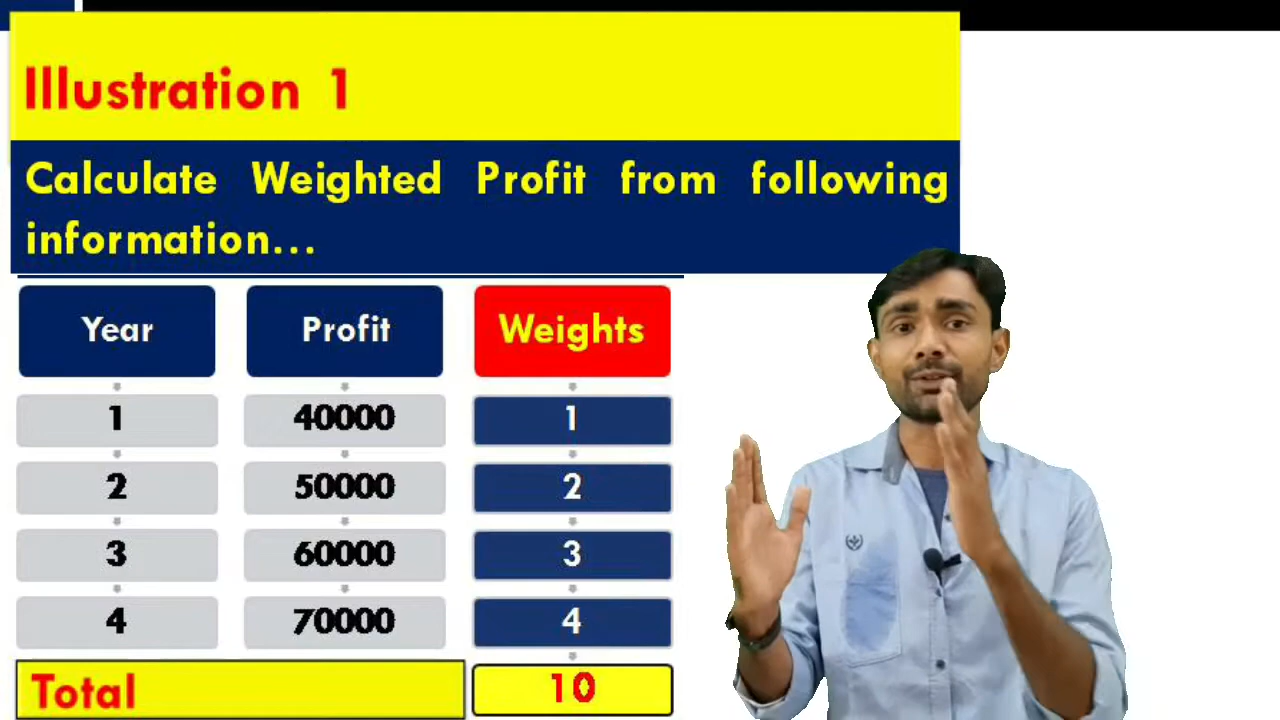 Illustration 1
Calculate Weighted Profit from following
information...
Year Profit Weights
1 40000 1
2 50000 2
3 60000 3
4 70000 4
Total 10